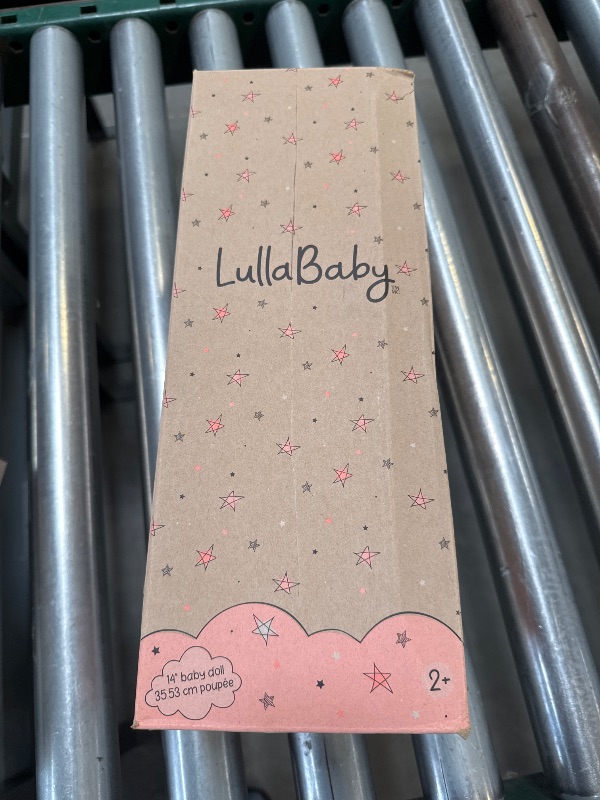 LullaBaby
14" baby doll
35.53 cm poupée
2+